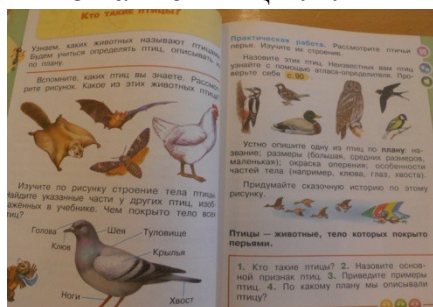 Кто такие птицы?
Узнаем, каких животных называют птицами.
Будем учиться определять птиц, описывать их
по плану.
Вспомните, каких птиц вы знаете. Рассмот-
рите рисунок. Какое из этих животных птица?
Изучите по рисунку строение тела птицы.
Найдите указанные части у других птиц, изоб-
ражённых в учебнике. Чем покрыто тело всех
птиц?
Голова
Шея
Туловище
Клюв
Крылья
Ноги
Хвост
Практическая работа. Рассмотрите птичьи
перья. Изучите их строение.
Назовите этих птиц. Неизвестных вам птиц
узнайте с помощью атласа-определителя. Про-
верьте себя с. 90.
Устно опишите одну из птиц по плану: на-
звание; размеры (большая, средних размеров,
маленькая); окраска оперения; особенности
частей тела (например, клюва, глаз, хвоста).
Придумайте сказочную историю по этому
рисунку.
Птицы — животные, тело которых покрыто
перьями.
1. Кто такие птицы? 2. Назовите основ-
ной признак птиц. 3. Приведите примеры
птиц. 4. По какому плану мы описывали
птицу?